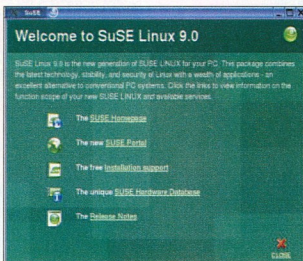 SuSE
Welcome to SuSE Linux 9.0
SuSE Linux 9.0 is the new generation of SUSE LINUX for your PC. This package combines
the latest technology, stability, and security of Linux with a wealth of applications - an
excellent alternative to conventional PC systems. Click the links to view information on the
function scope of your new SUSE LINUX and available services.
The SUSE Homepage
The new SUSE Portal
The free Installation support
The unique SUSE Hardware Database
The Release Notes
CLOSE